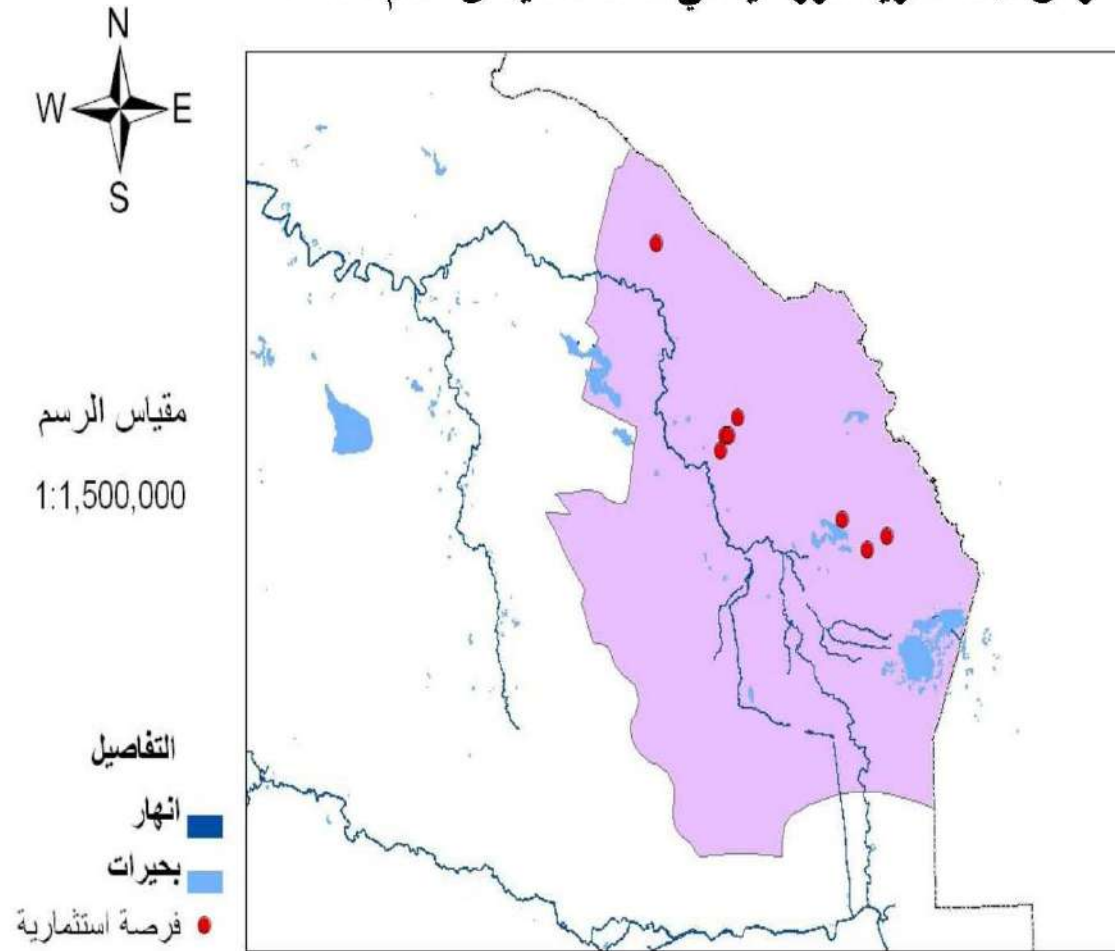 N
W E
S
مقياس الرسم
1:1,500,000
التفاصيل
انهار
بحيرات
فرصة استثمارية